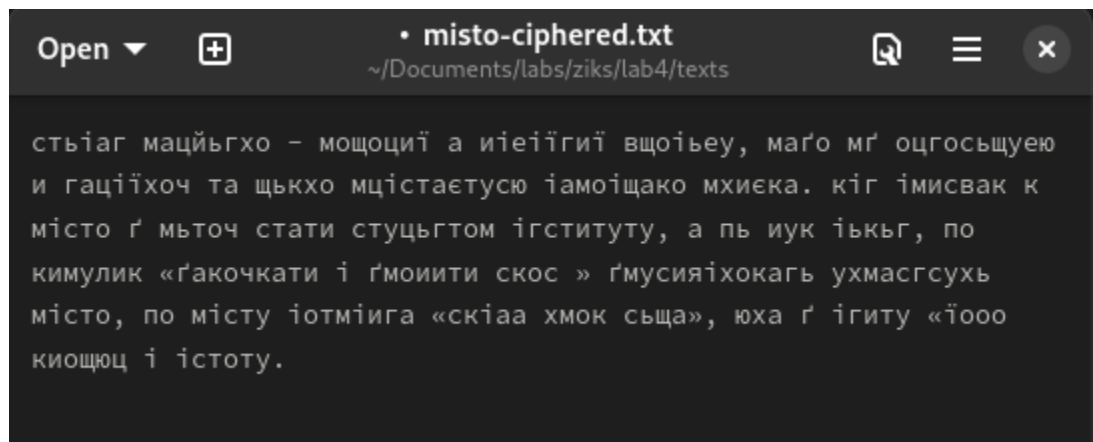 Open
• misto-ciphered.txt
~/Documents/labs/ziks/lab4/texts
стьіаг мацйьгхо – мощоциї а иіеіїгиї вщоіьеу, маґо мґ оцгосьщуею
и гаціїхоч та щькхо мцістаєтусю іамоіщако мхиєка. кіг імисвак к
місто ґ мьточ стати стуцьгтом ігституту, а пь иук іькьг, по
кимулик «ґакочкати і ґмоиити скос » ґмусияіхокагь ухмасгсухь
місто, по місту іотміига «скіаа хмок сьща», юха ґ ігиту «їооо
киощюц і істоту.